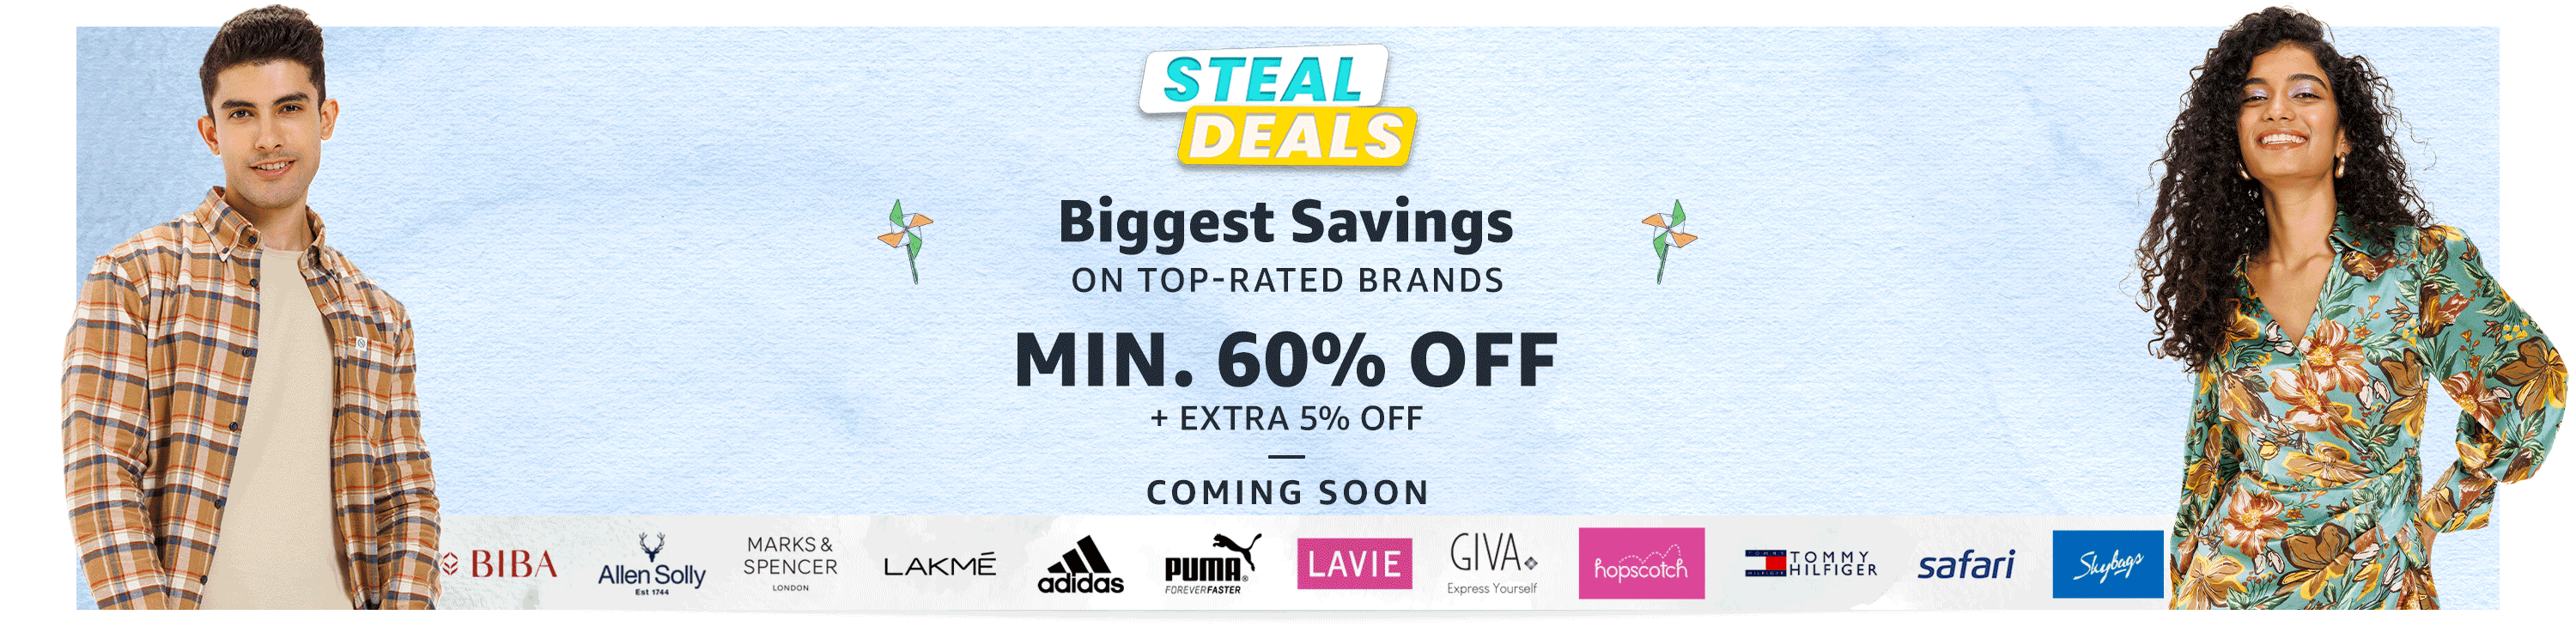 STEAL
DEALS
Biggest Savings
ON TOP-RATED BRANDS
MIN. 60% OFF
+ EXTRA 5% OFF
COMING SOON
BIBA
Allen Solly
Est 1744
MARKS &
SPENCER
LONDON
LAKMÉ
adidas
PUMA®
FOREVER FASTER
LAVIE
GIVA
Express Yourself
hopscotch
TOMMY
HILFIGER
safari
Skybags